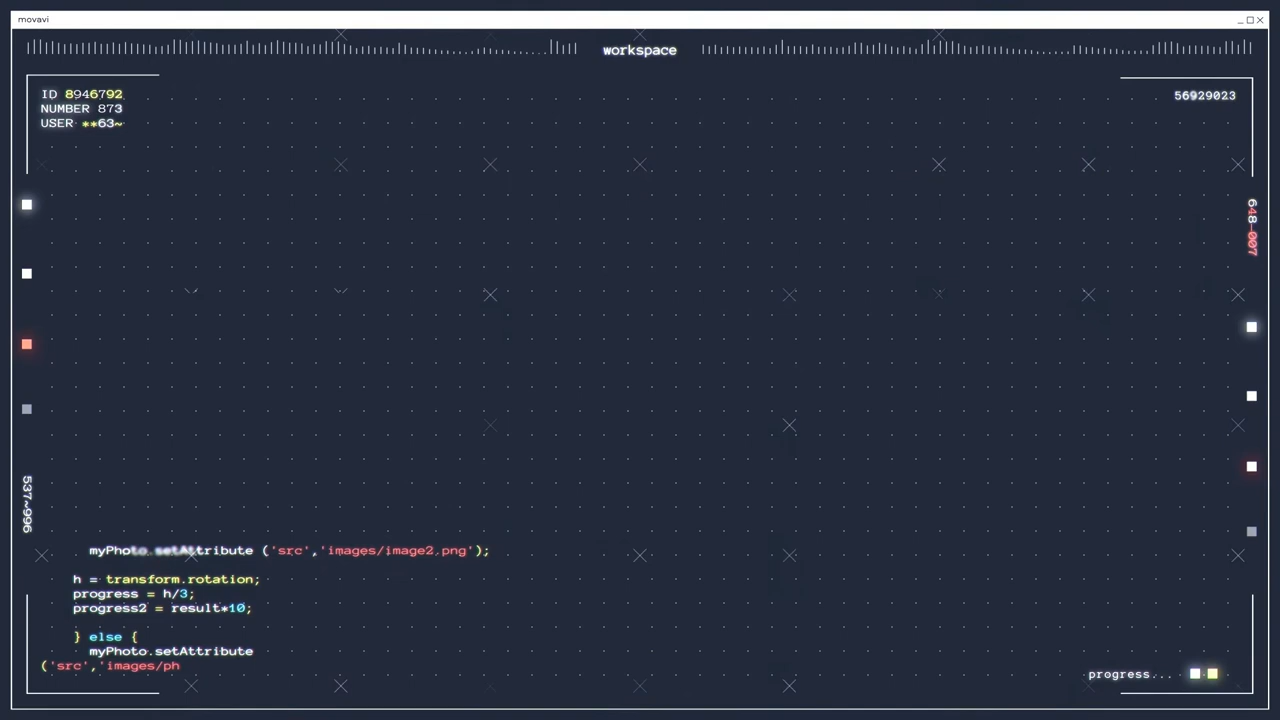 movavi
workspace
ID 8946792
NUMBER 873
USER **63~
56929023
648-007
537~996
myPhoto.setAttribute ('src','images/image2.png');
h = transform.rotation;
progress = h/3;
progress2 = result*10;
} else {
myPhoto.setAttribute
('src','images/ph
progress...